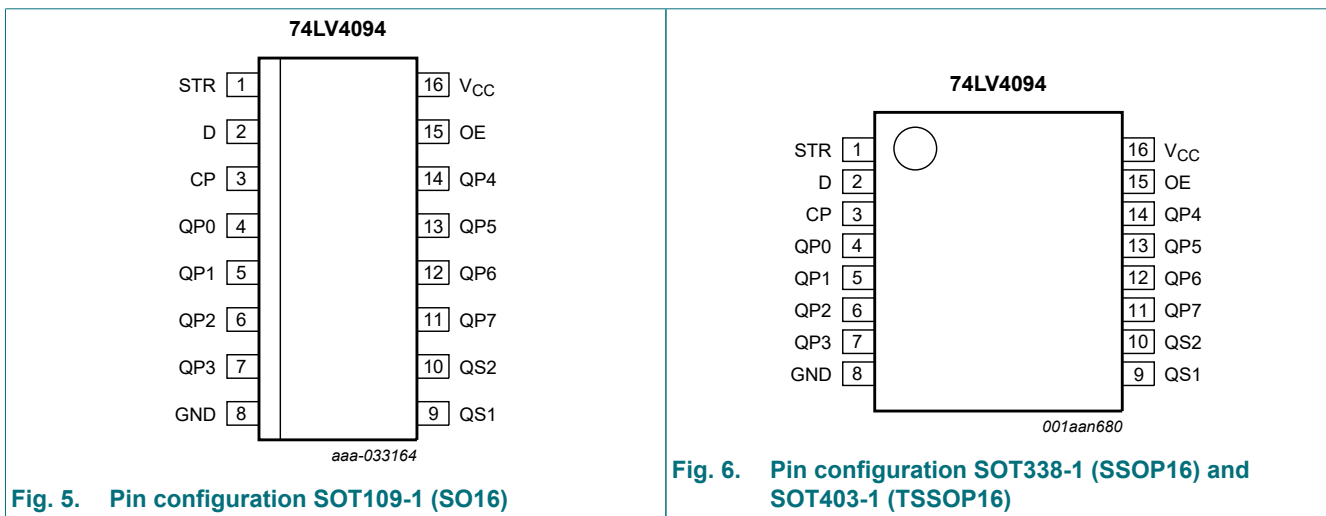 74LV4094
STR 1 16 VCC
D 2 15 OE
CP 3 14 QP4
QP0 4 13 QP5
QP1 5 12 QP6
QP2 6 11 QP7
QP3 7 10 QS2
GND 8 9 QS1
aaa-033164
Fig. 5. Pin configuration SOT109-1 (SO16)
74LV4094
STR 1 16 VCC
D 2 15 OE
CP 3 14 QP4
QP0 4 13 QP5
QP1 5 12 QP6
QP2 6 11 QP7
QP3 7 10 QS2
GND 8 9 QS1
001aan680
Fig. 6. Pin configuration SOT338-1 (SSOP16) and
SOT403-1 (TSSOP16)